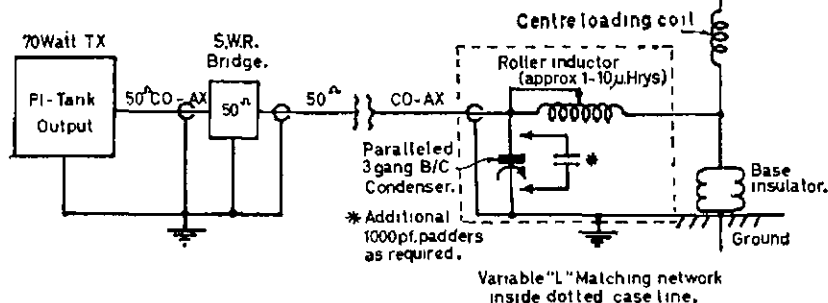 Centre loading coil
70Watt TX
S.W.R.
Bridge.
Roller inductor
(approx 1-10µ.Hrys)
PI-Tank
Output
50Ω CO-AX
50Ω
50Ω
CO-AX
Paralleled
3 gang B/C
Condenser.
*
Base
insulator.
* Additional
1000pf. padders
as required.
Ground
Variable "L" Matching network
inside dotted case line.